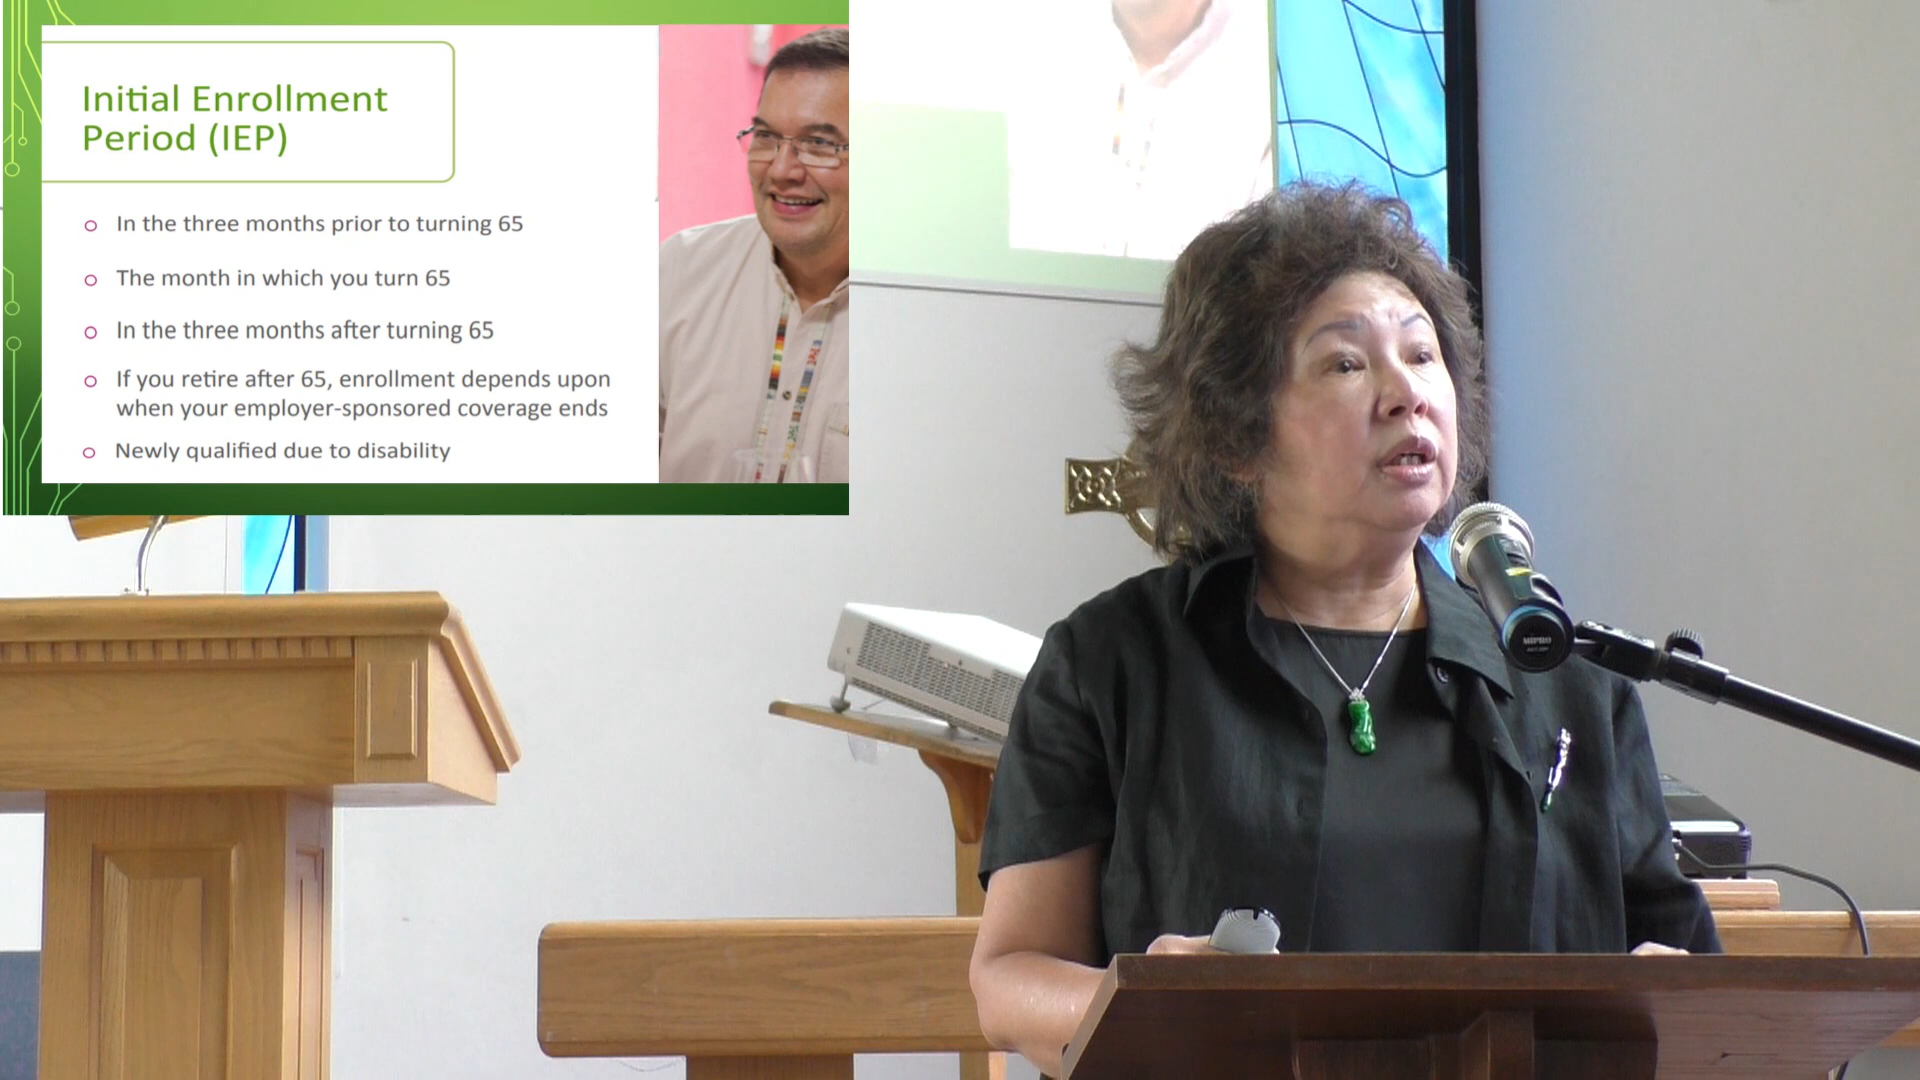 Initial Enrollment
Period (IEP)
In the three months prior to turning 65
The month in which you turn 65
In the three months after turning 65
If you retire after 65, enrollment depends upon
when your employer-sponsored coverage ends
Newly qualified due to disability
MIPRO